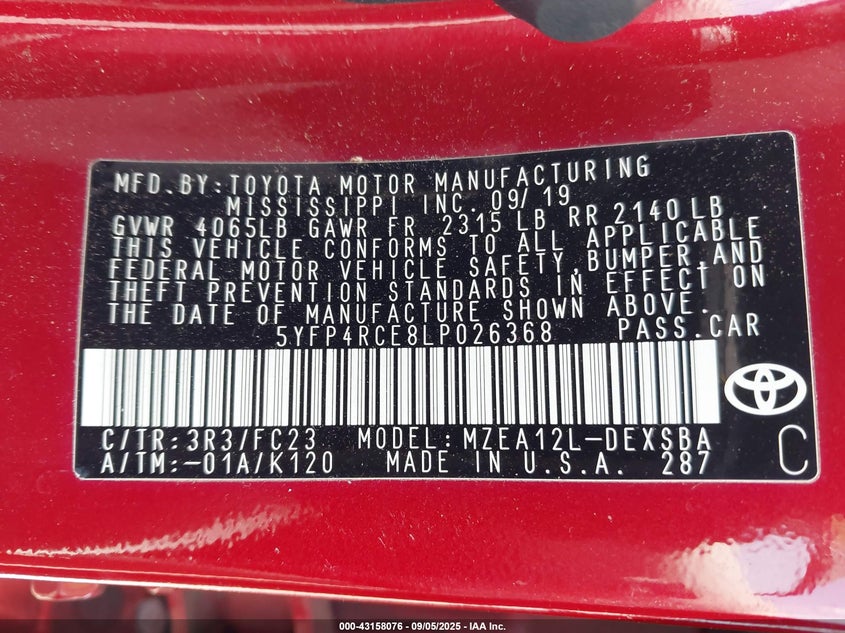 MFD.BY:TOYOTA MOTOR MANUFACTURING
MISSISSIPPI INC. 09/19
GVWR 4065LB GAWR FR 2315 LB RR 2140LB
THIS VEHICLE CONFORMS TO ALL APPLICABLE
FEDERAL MOTOR VEHICLE SAFETY,BUMPER,AND
THEFT PREVENTION STANDARDS IN EFFECT ON
THE DATE OF MANUFACTURE SHOWN ABOVE.
5YFP4RCE8LP026368 PASS.CAR
C/TR:3R3/FC23 MODEL:MZEA12L-DEXSBA
A/TM:-01A/K120 MADE IN U.S.A. 287
C
000-43158076 - 09/05/2025 - IAA Inc.